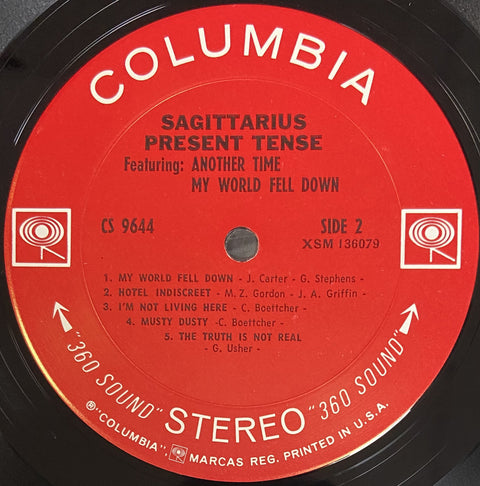 COLUMBIA
SAGITTARIUS
PRESENT TENSE
Featuring: ANOTHER TIME
MY WORLD FELL DOWN
CS 9644
SIDE 2
XSM 136079
1. MY WORLD FELL DOWN - J. Carter - G. Stephens -
2. HOTEL INDISCREET - M. Z. Gordon - J. A. Griffin -
3. I'M NOT LIVING HERE - C. Boettcher -
4. MUSTY DUSTY - C. Boettcher -
5. THE TRUTH IS NOT REAL
- G. Usher -
"360 SOUND" STEREO "360 SOUND"
℗"COLUMBIA", MARCAS REG. PRINTED IN U.S.A.